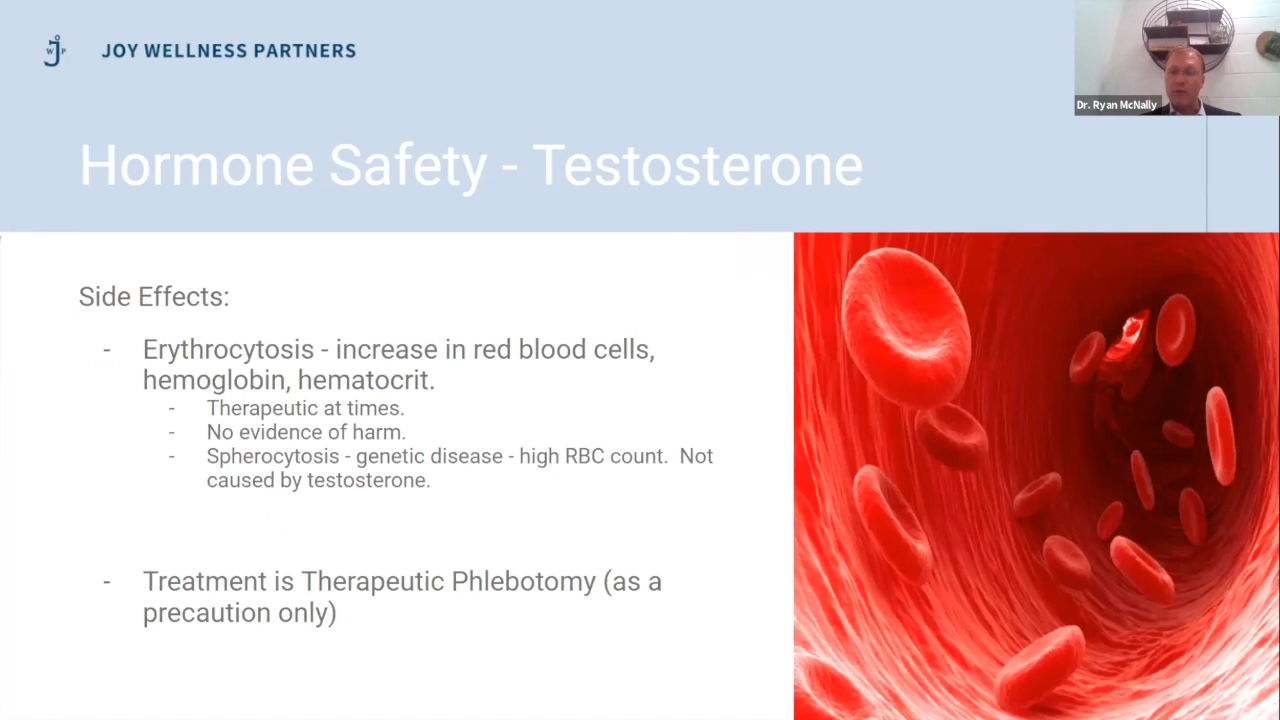 JOY WELLNESS PARTNERS
W P
J
Dr. Ryan McNally
Hormone Safety - Testosterone
Side Effects:
- Erythrocytosis - increase in red blood cells,
hemoglobin, hematocrit.
- Therapeutic at times.
- No evidence of harm.
- Spherocytosis - genetic disease - high RBC count. Not
caused by testosterone.
- Treatment is Therapeutic Phlebotomy (as a
precaution only)